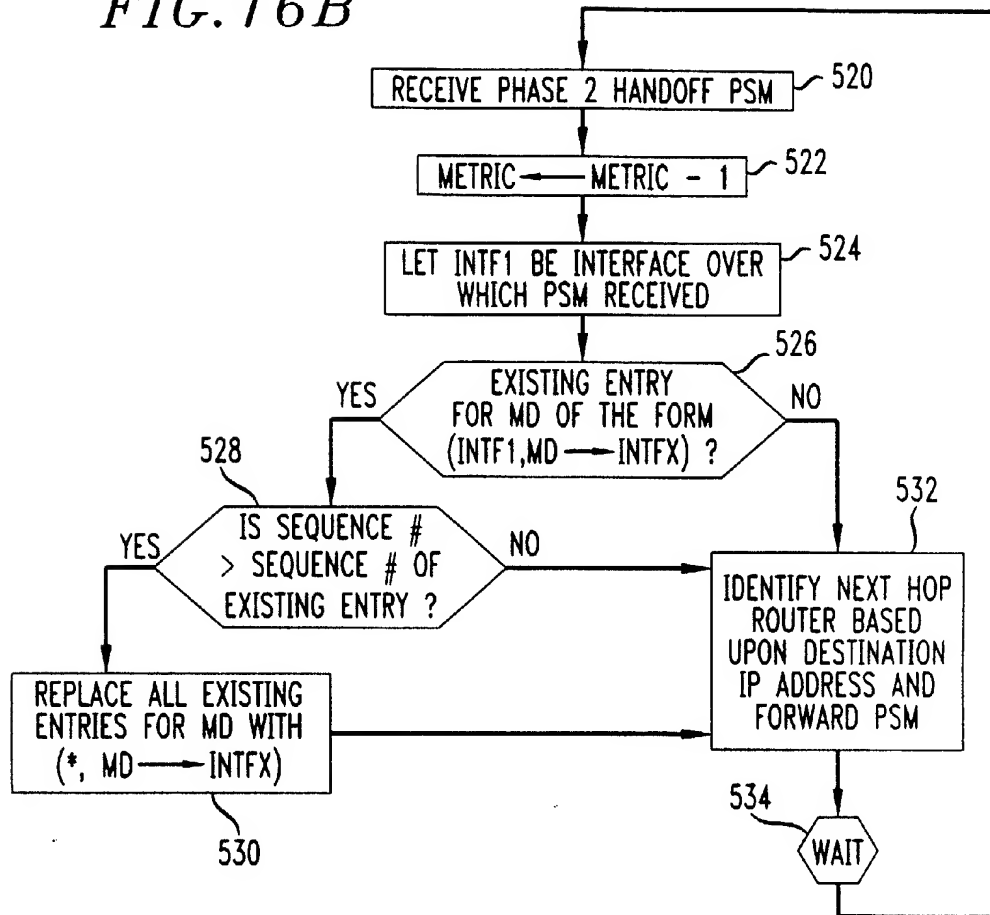 FIG. 16B
RECEIVE PHASE 2 HANDOFF PSM
520
METRIC ← METRIC - 1
522
LET INTF1 BE INTERFACE OVER
WHICH PSM RECEIVED
524
EXISTING ENTRY
FOR MD OF THE FORM
(INTF1,MD → INTFX) ?
526
YES
NO
528
IS SEQUENCE #
> SEQUENCE # OF
EXISTING ENTRY ?
YES
NO
532
IDENTIFY NEXT HOP
ROUTER BASED
UPON DESTINATION
IP ADDRESS AND
FORWARD PSM
REPLACE ALL EXISTING
ENTRIES FOR MD WITH
(*, MD → INTFX)
530
534
WAIT